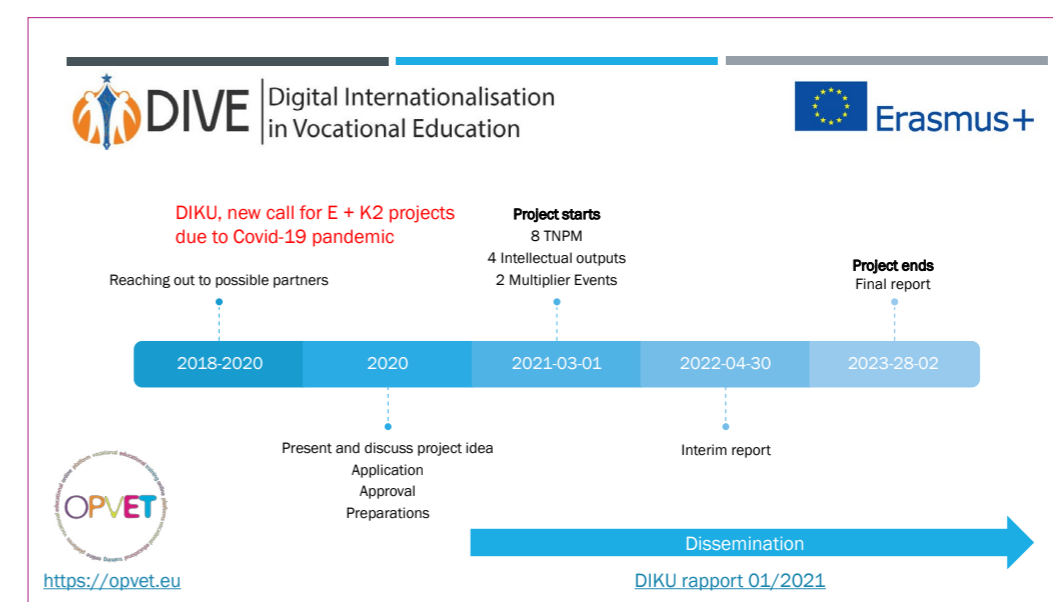 DIVE
Digital Internationalisation
in Vocational Education
Erasmus+
DIKU, new call for E + K2 projects
due to Covid-19 pandemic
Reaching out to possible partners
Project starts
8 TNPM
4 Intellectual outputs
2 Multiplier Events
Project ends
Final report
2018-2020
2020
2021-03-01
2022-04-30
2023-28-02
Present and discuss project idea
Application
Approval
Preparations
Interim report
OPVET
Dissemination
https://opvet.eu
DIKU rapport 01/2021